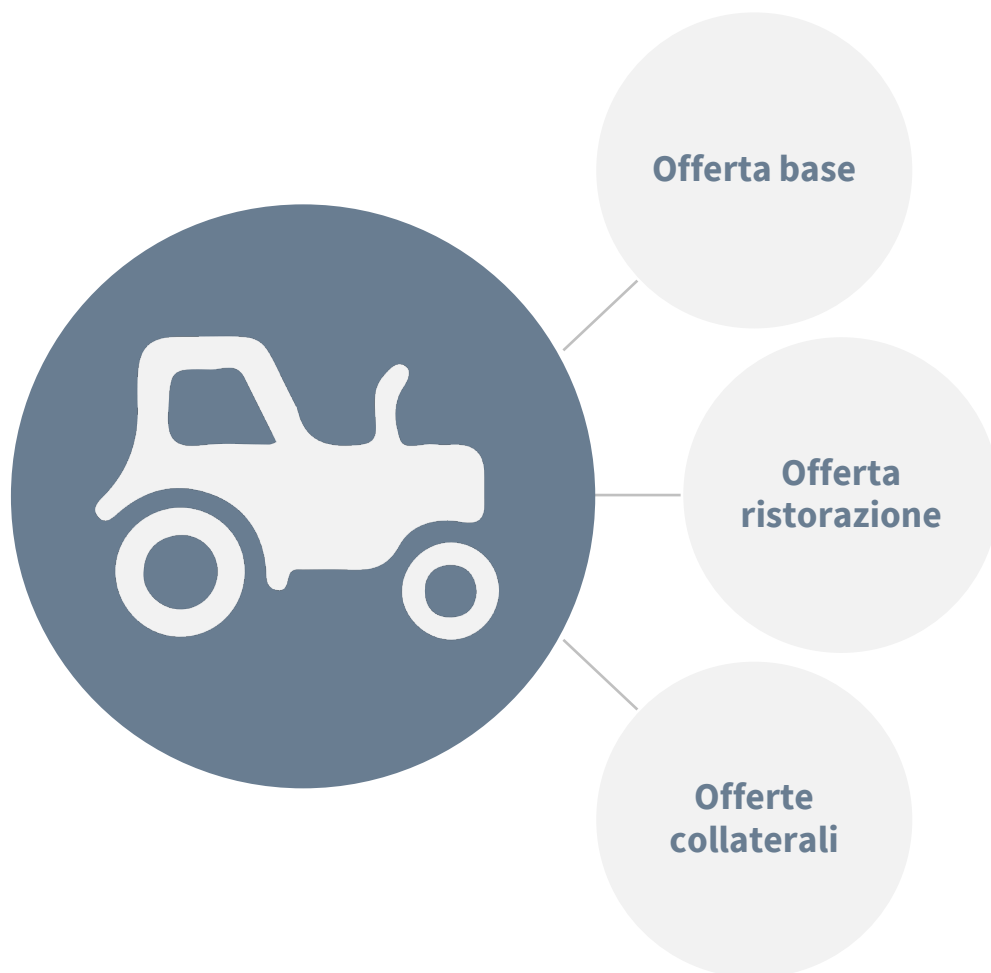 Offerta base
Offerta
ristorazione
Offerte
collaterali